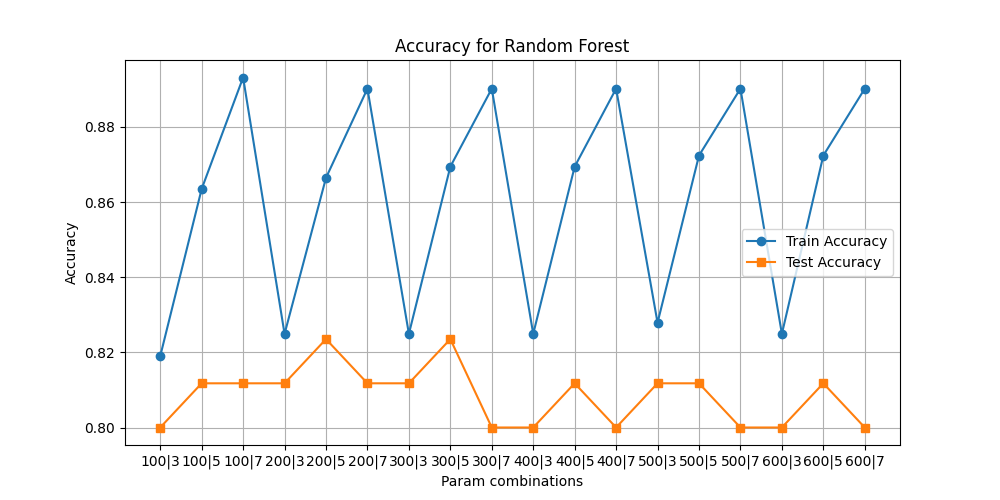 Accuracy for Random Forest
Accuracy
0.88
0.86
0.84
0.82
0.80
Train Accuracy
Test Accuracy
100|3 100|5 100|7 200|3 200|5 200|7 300|3 300|5 300|7 400|3 400|5 400|7 500|3 500|5 500|7 600|3 600|5 600|7
Param combinations